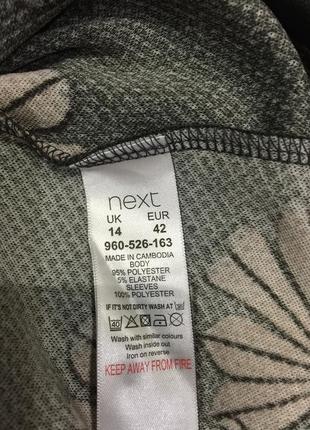 next
UK EUR
14 42
960-526-163
MADE IN CAMBODIA
BODY
95% POLYESTER
5% ELASTANE
SLEEVES
100% POLYESTER
IF IT'S NOT DIRTY WASH AT
40
Wash with similar colours
Wash inside out
Iron on reverse
KEEP AWAY FROM FIRE